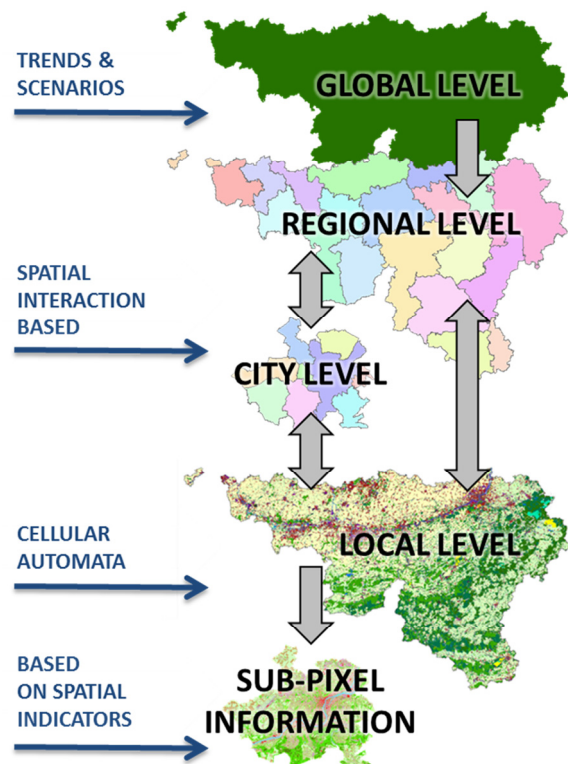 TRENDS &
SCENARIOS
GLOBAL LEVEL
REGIONAL LEVEL
SPATIAL
INTERACTION
BASED
CITY LEVEL
CELLULAR
AUTOMATA
LOCAL LEVEL
BASED
ON SPATIAL
INDICATORS
SUB-PIXEL
INFORMATION